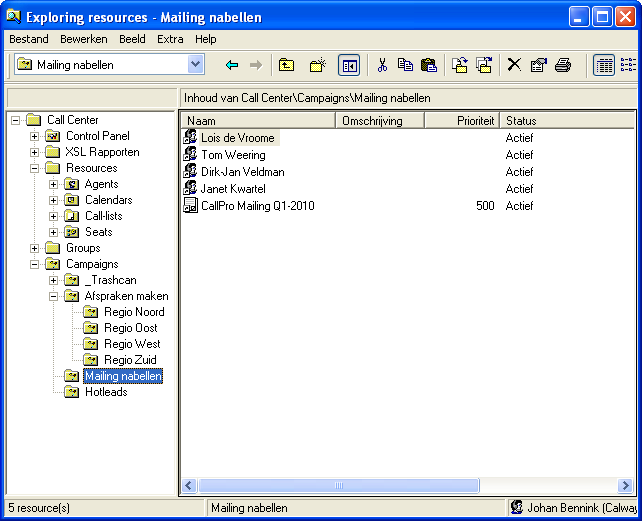 Exploring resources - Mailing nabellen
Bestand Bewerken Beeld Extra Help
Mailing nabellen
Inhoud van Call Center\Campaigns\Mailing nabellen
Call Center
Control Panel
XSL Rapporten
Resources
Agents
Calendars
Call-lists
Seats
Groups
Campaigns
_Trashcan
Afspraken maken
Regio Noord
Regio Oost
Regio West
Regio Zuid
Mailing nabellen
Hotleads
Naam Omschrijving Prioriteit Status
Lois de Vroome Actief
Tom Weering Actief
Dirk-Jan Veldman Actief
Janet Kwartel Actief
CallPro Mailing Q1-2010 500 Actief
5 resource(s) Mailing nabellen Johan Bennink (Calway